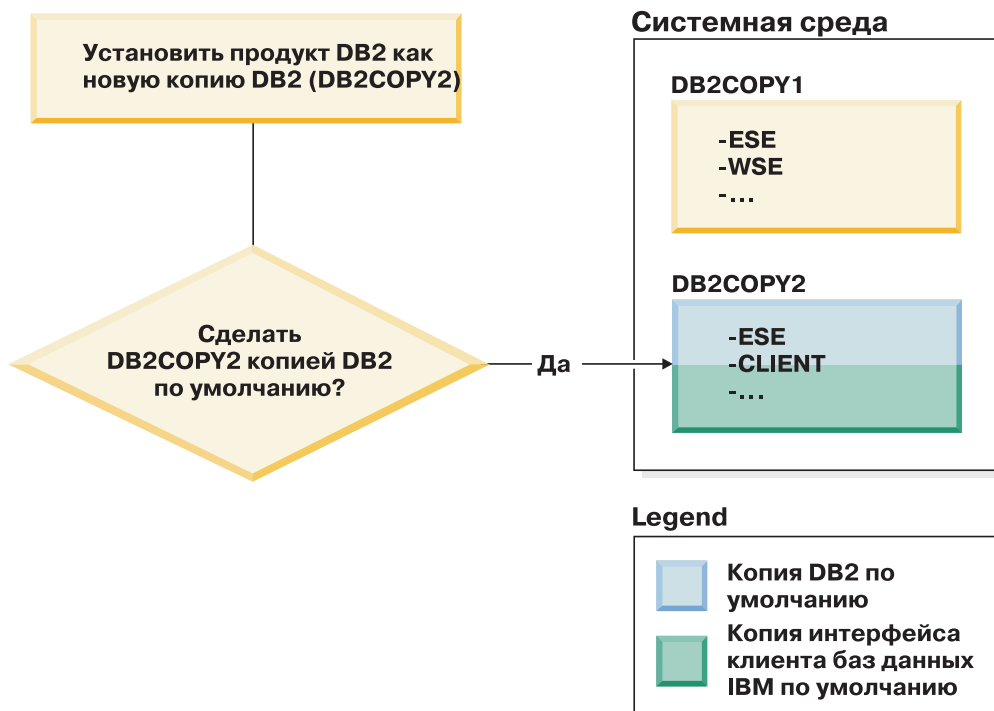 Установить продукт DB2 как
новую копию DB2 (DB2COPY2)
Сделать
DB2COPY2 копией DB2
по умолчанию?
Да
Системная среда
DB2COPY1
-ESE
-WSE
-...
DB2COPY2
-ESE
-CLIENT
-...
Legend
Копия DB2 по
умолчанию
Копия интерфейса
клиента баз данных
IBM по умолчанию